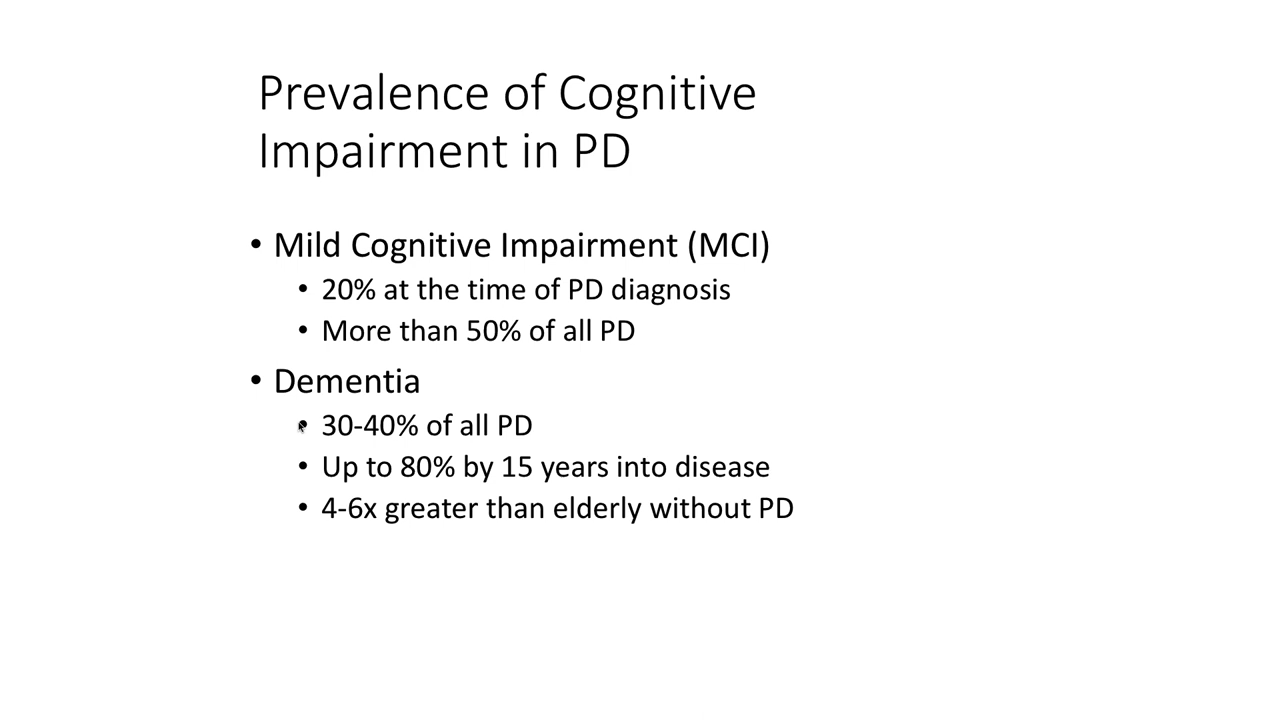 Prevalence of Cognitive
Impairment in PD
• Mild Cognitive Impairment (MCI)
• 20% at the time of PD diagnosis
• More than 50% of all PD
• Dementia
• 30-40% of all PD
• Up to 80% by 15 years into disease
• 4-6x greater than elderly without PD